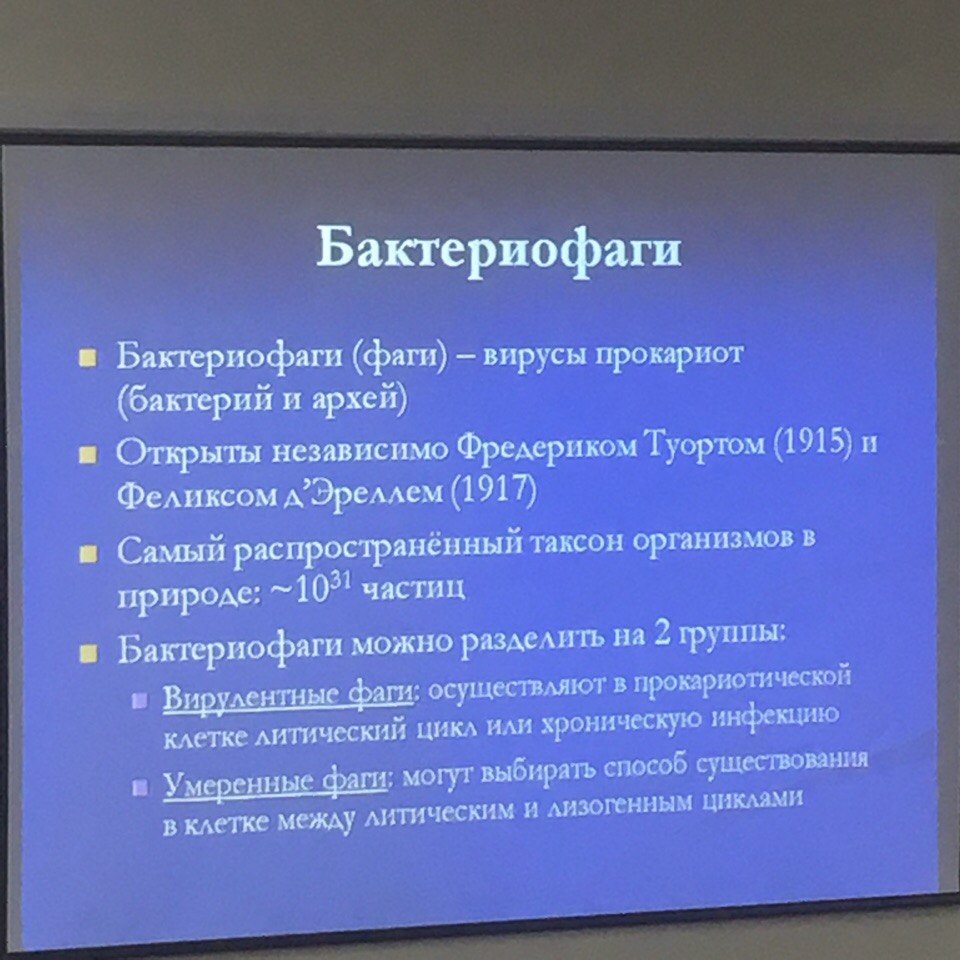 Бактериофаги
Бактериофаги (фаги) – вирусы прокариот
(бактерий и архей)
Открыты независимо Фредериком Туортом (1915) и
Феликсом д’Эреллем (1917)
Самый распространённый таксон организмов в
природе: ~10³¹ частиц
Бактериофаги можно разделить на 2 группы:
Вирулентные фаги: осуществляют в прокариотической
клетке литический цикл или хроническую инфекцию
Умеренные фаги: могут выбирать способ существования
в клетке между литическим и лизогенным циклами